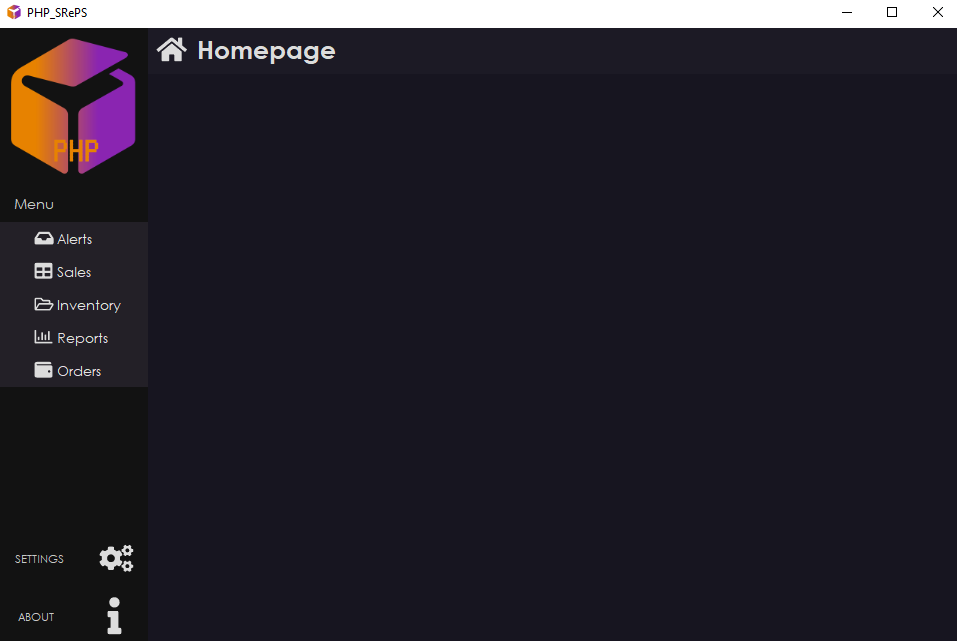 PHP_SRePS
Homepage
PHP
Menu
Alerts
Sales
Inventory
Reports
Orders
SETTINGS
ABOUT